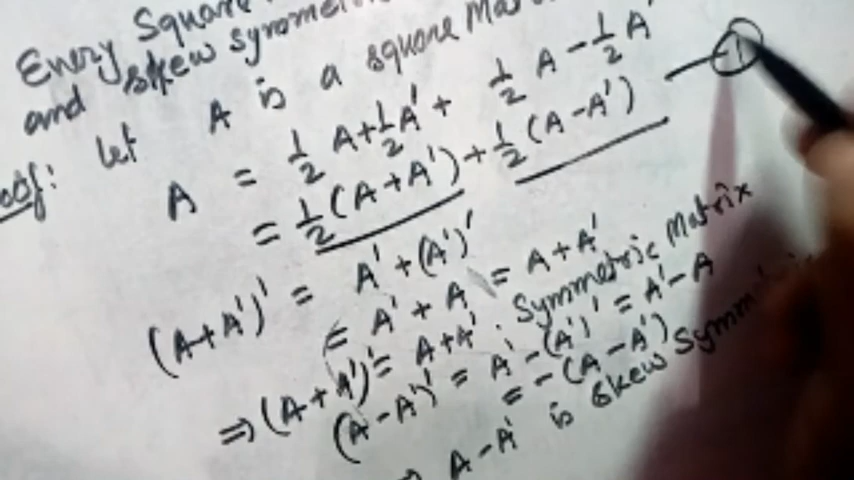 Every Square
and skew symmetric
Proof: let A is a square Matrix
A = 1/2 A + 1/2 A' + 1/2 A - 1/2 A'
= 1/2 (A + A') + 1/2 (A - A') — ①
(A + A')' = A' + (A')'
= A' + A = A + A'
⇒ (A + A')' = A + A' . Symmetric Matrix
(A - A')' = A' - (A')' = A' - A
= - (A - A')
⇒ A - A' is skew Symm